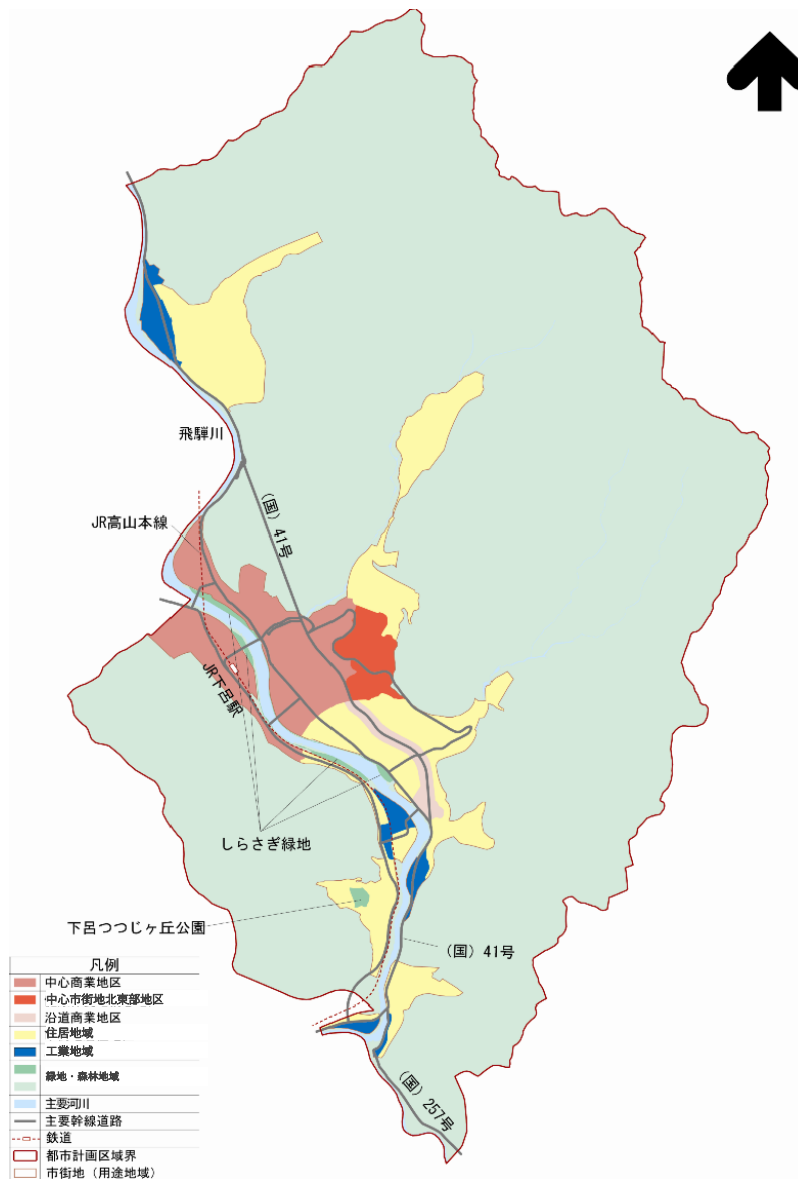 飛騨川
(国) 41号
JR高山本線
JR下呂駅
しらさぎ緑地
下呂つつじヶ丘公園
(国) 41号
(国) 257号
凡例
中心商業地区
中心市街地北東部地区
沿道商業地区
住居地域
工業地域
緑地・森林地域
主要河川
主要幹線道路
鉄道
都市計画区域界
市街地 (用途地域)